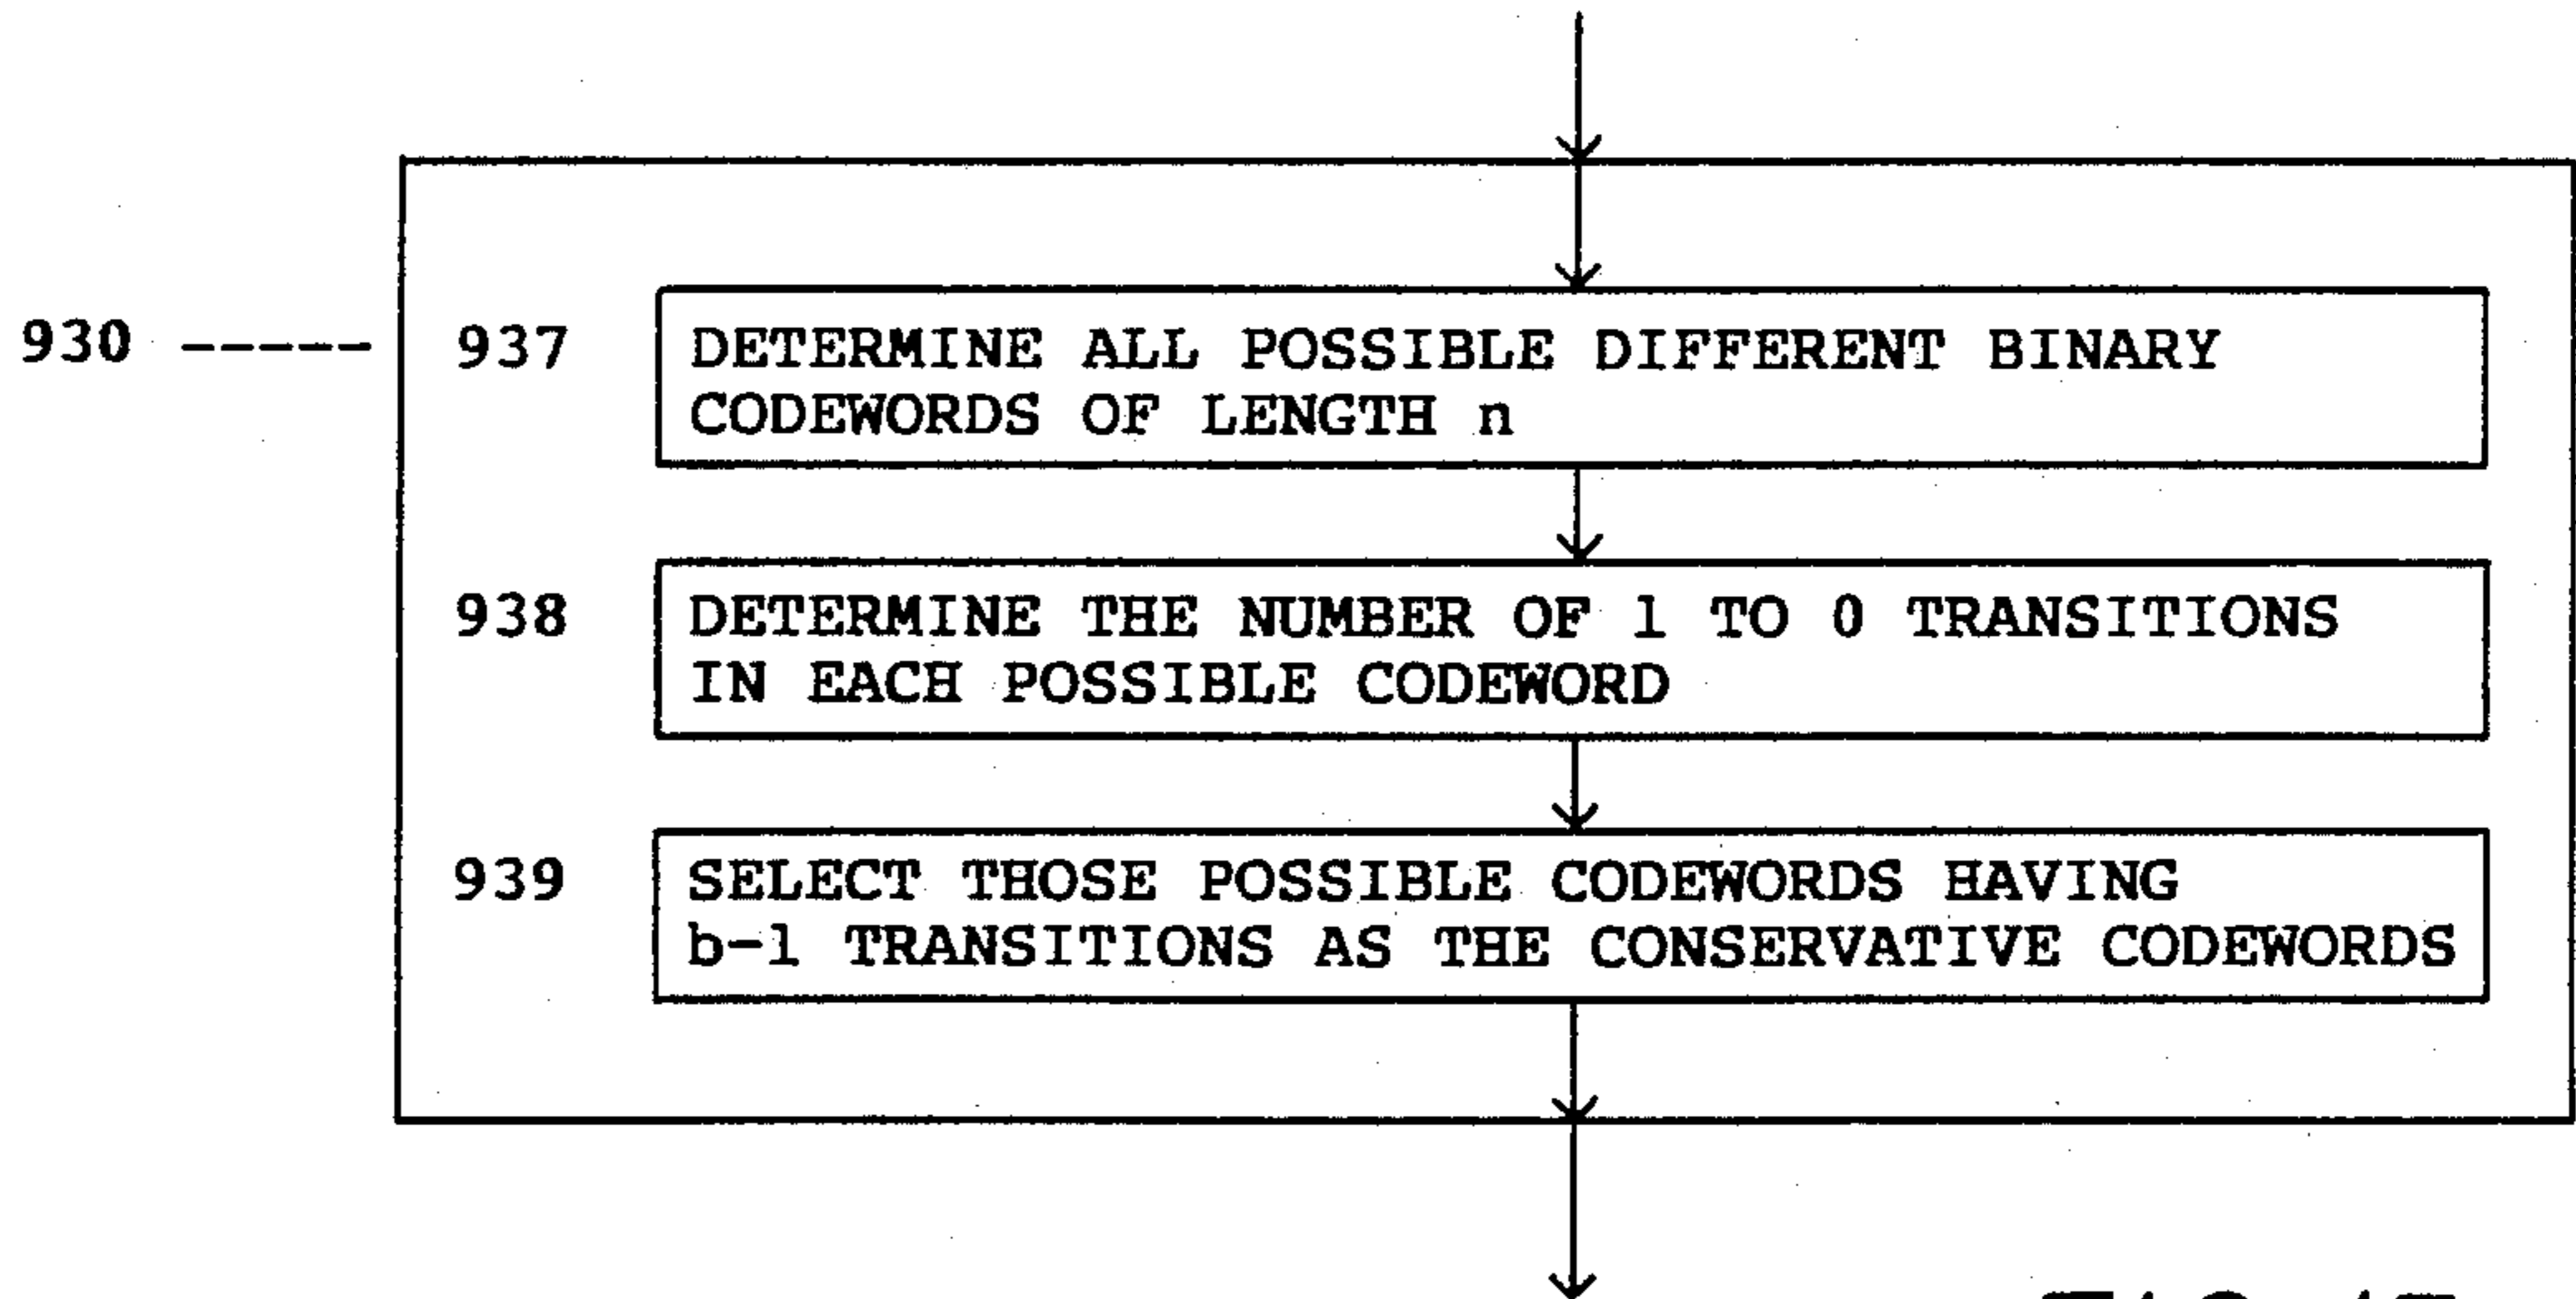 930 ----- 937 DETERMINE ALL POSSIBLE DIFFERENT BINARY
CODEWORDS OF LENGTH n
938 DETERMINE THE NUMBER OF 1 TO 0 TRANSITIONS
IN EACH POSSIBLE CODEWORD
939 SELECT THOSE POSSIBLE CODEWORDS HAVING
b-1 TRANSITIONS AS THE CONSERVATIVE CODEWORDS